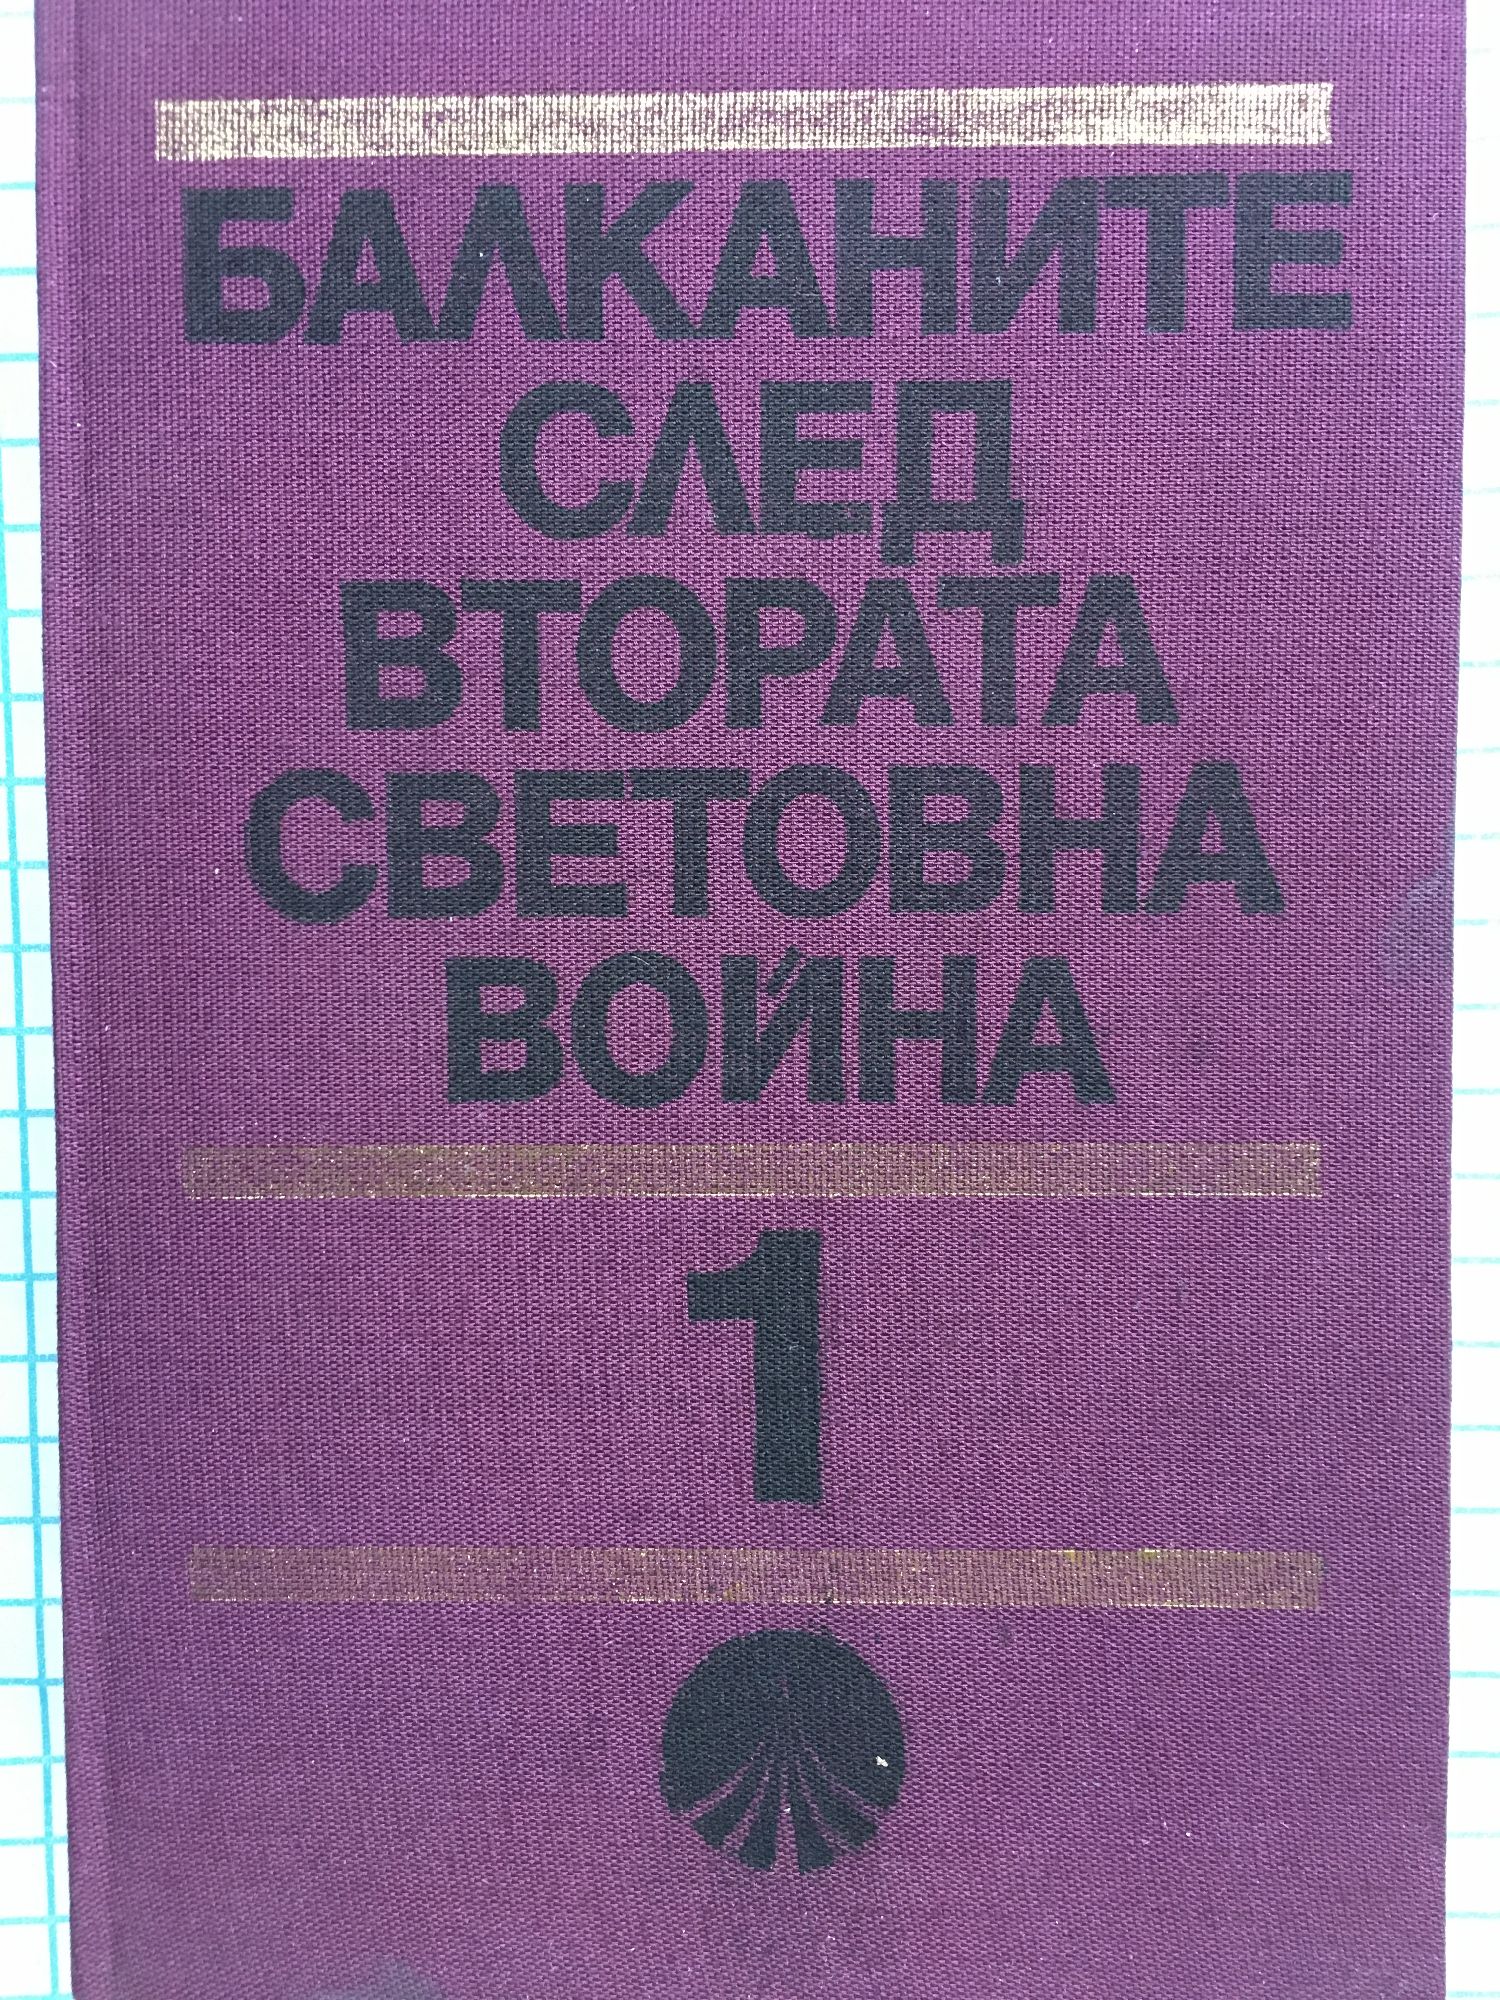 БАЛКАНИТЕ
СЛЕД
ВТОРАТА
СВЕТОВНА
ВОЙНА
1